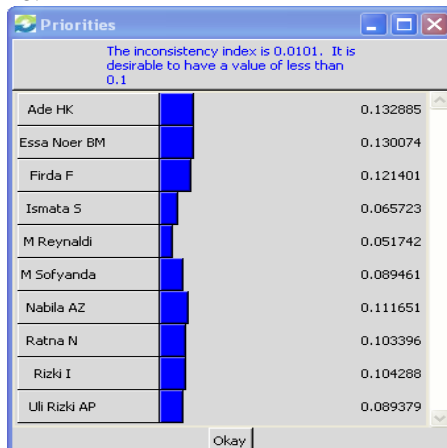 Priorities
The inconsistency index is 0.0101. It is
desirable to have a value of less than
0.1
Ade HK 0.132885
Essa Noer BM 0.130074
Firda F 0.121401
Ismata S 0.065723
M Reynaldi 0.051742
M Sofyanda 0.089461
Nabila AZ 0.111651
Ratna N 0.103396
Rizki I 0.104288
Uli Rizki AP 0.089379
Okay